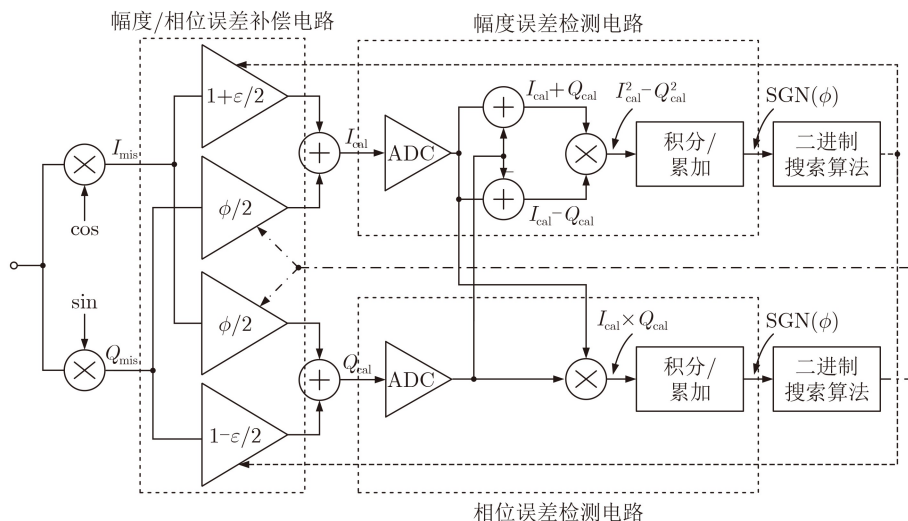 幅度/相位误差补偿电路
幅度误差检测电路
1+ε/2
I_mis
cos
ϕ/2
I_cal
ADC
I_cal+Q_cal
−
I_cal−Q_cal
I²_cal−Q²_cal
积分/
累加
SGN(ϕ)
二进制
搜索算法
sin
Q_mis
ϕ/2
1−ε/2
Q_cal
ADC
I_cal×Q_cal
积分/
累加
SGN(ϕ)
二进制
搜索算法
相位误差检测电路